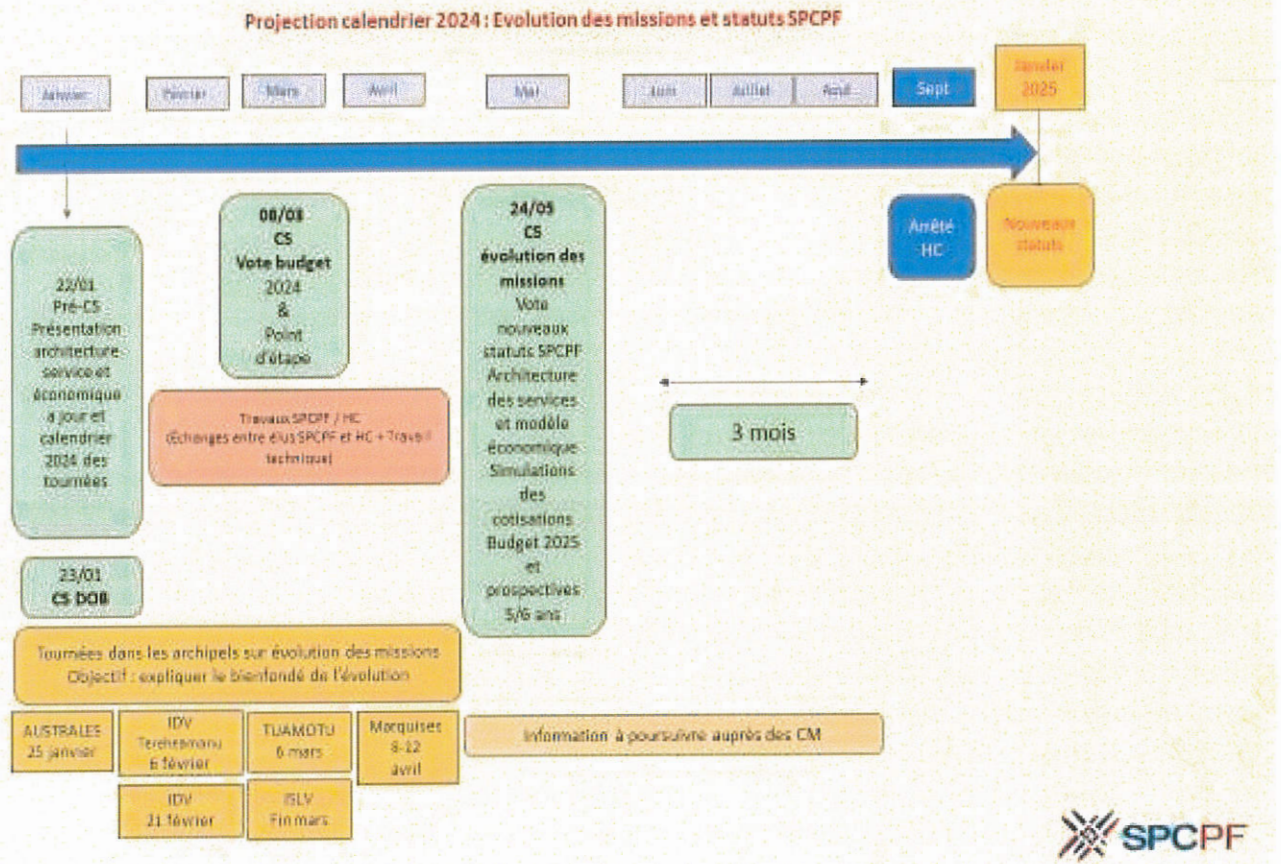 Projection calendrier 2024 : Evolution des missions et statuts SPCPF
Janvier
Février
Mars
Avril
Mai
Juin
Juillet
Août
Sept
Janvier
2025
22/01
Pré-CS
Présentation
architecture
service et
économique
a jour et
calendrier
2024 des
tournées
23/01
CS DOB
08/03
CS
Vote budget
2024
&
Point
d'étape
Travaux SPCPF / HC
(Échanges entre élus SPCPF et HC + Travail
technique)
24/05
CS
évolution des
missions
Vote
nouveaux
statuts SPCPF
Architecture
des services
et modèle
économique
Simulations
des
cotisations
Budget 2025
et
prospectives
5/6 ans
3 mois
Arrêté
HC
Nouveaux
statuts
Tournées dans les archipels sur évolution des missions
Objectif : expliquer le bienfondé de l'évolution
AUSTRALES
25 janvier
IDV
Tereheamanu
6 février
IDV
21 février
TUAMOTU
6 mars
ISLV
Fin mars
Marquises
8-12
avril
Information à poursuivre auprès des CM
SPCPF